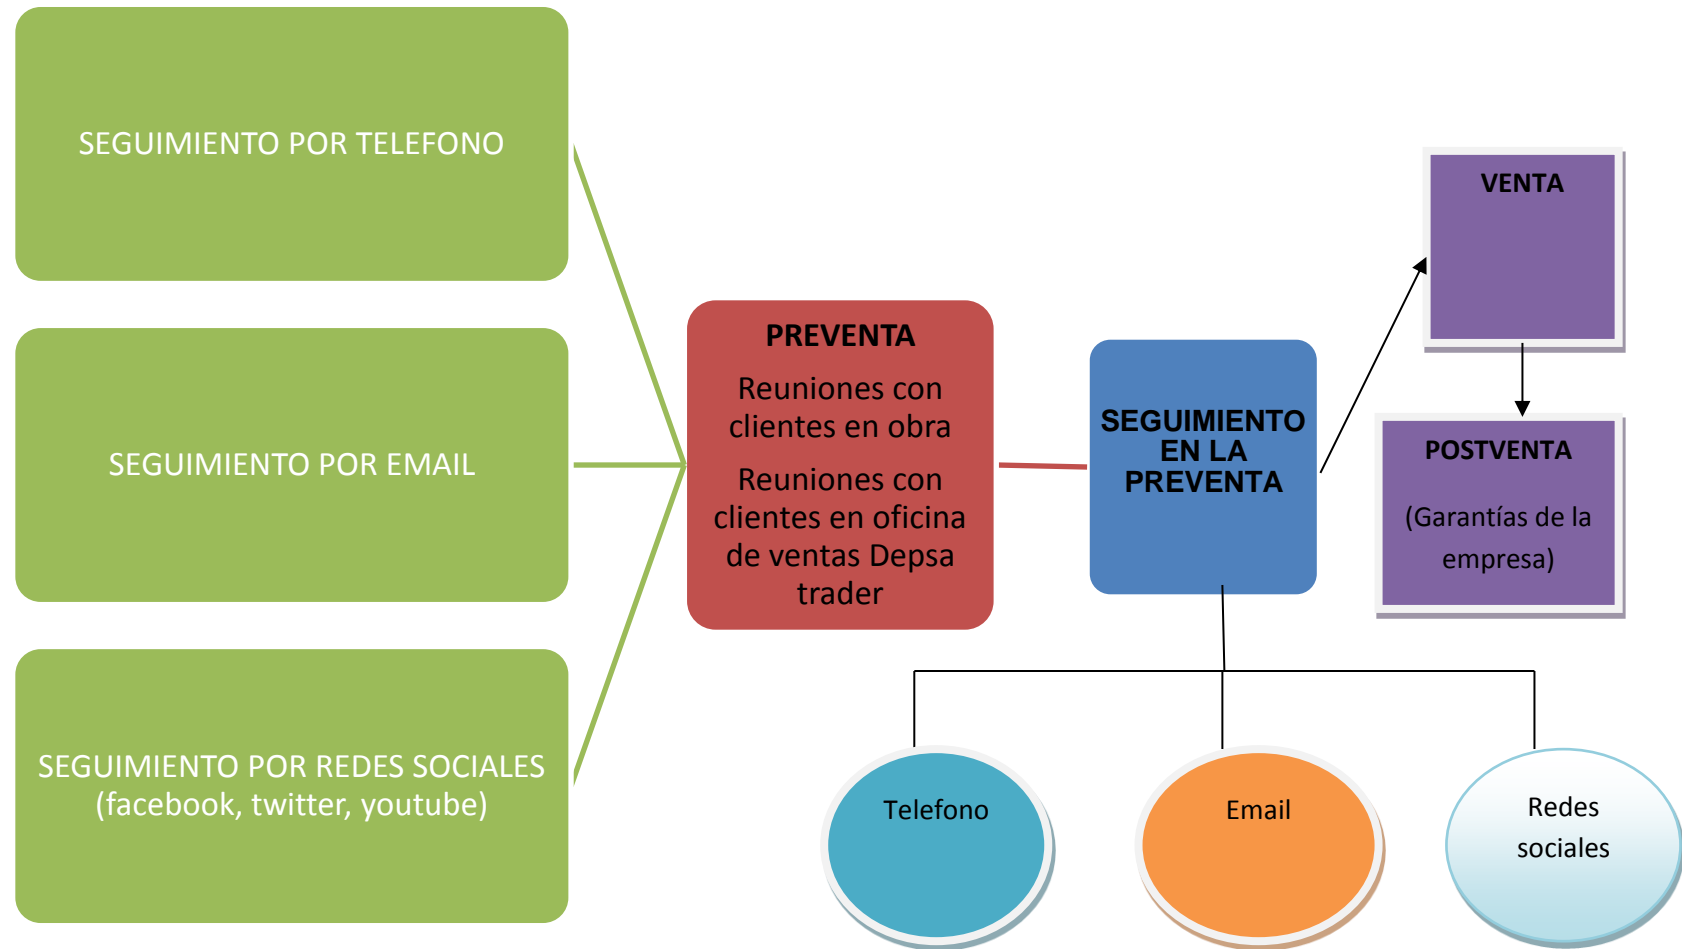 SEGUIMIENTO POR TELEFONO
SEGUIMIENTO POR EMAIL
SEGUIMIENTO POR REDES SOCIALES
(facebook, twitter, youtube)
PREVENTA
Reuniones con
clientes en obra
Reuniones con
clientes en oficina
de ventas Depsa
trader
SEGUIMIENTO
EN LA
PREVENTA
VENTA
POSTVENTA
(Garantías de la
empresa)
Telefono
Email
Redes
sociales